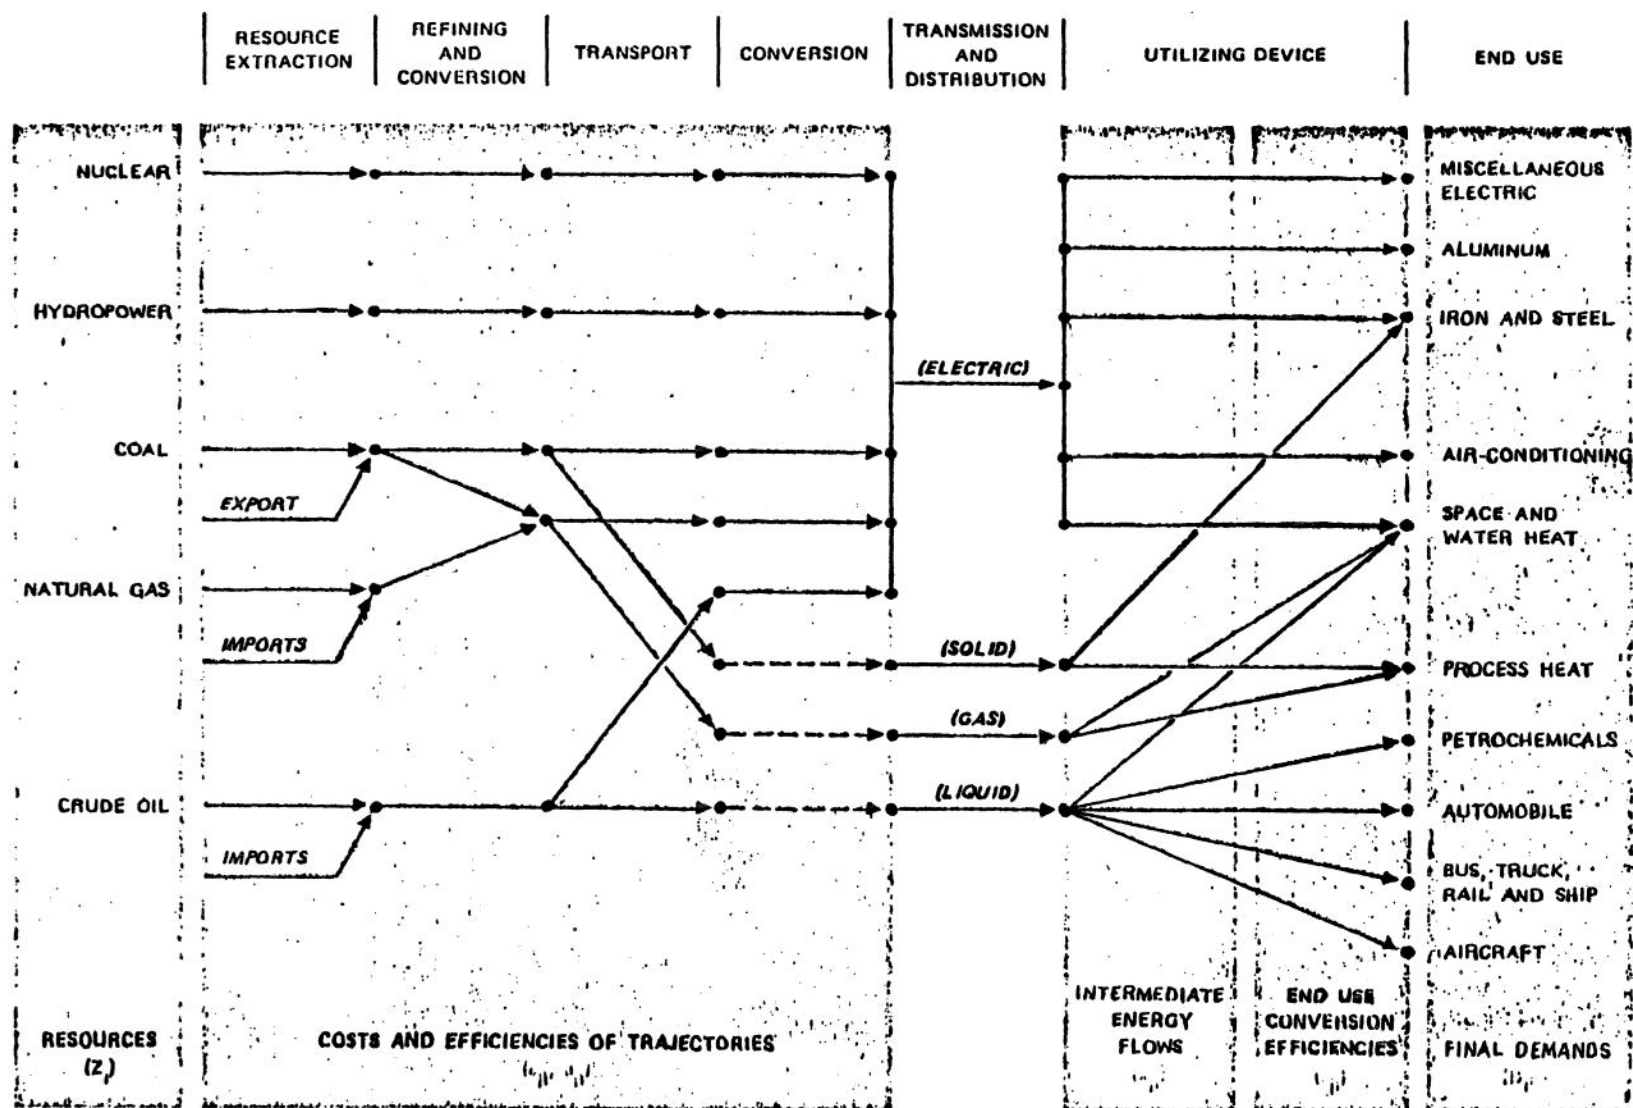 RESOURCE
EXTRACTION
REFINING
AND
CONVERSION
TRANSPORT
CONVERSION
TRANSMISSION
AND
DISTRIBUTION
UTILIZING DEVICE
END USE
NUCLEAR
HYDROPOWER
COAL
EXPORT
NATURAL GAS
IMPORTS
CRUDE OIL
IMPORTS
(ELECTRIC)
(SOLID)
(GAS)
(LIQUID)
MISCELLANEOUS
ELECTRIC
ALUMINUM
IRON AND STEEL
AIR-CONDITIONING
SPACE AND
WATER HEAT
PROCESS HEAT
PETROCHEMICALS
AUTOMOBILE
BUS, TRUCK,
RAIL AND SHIP
AIRCRAFT
RESOURCES
COSTS AND EFFICIENCIES OF TRAJECTORIES
INTERMEDIATE
ENERGY
FLOWS
END USE
CONVERSION
EFFICIENCIES
FINAL DEMANDS